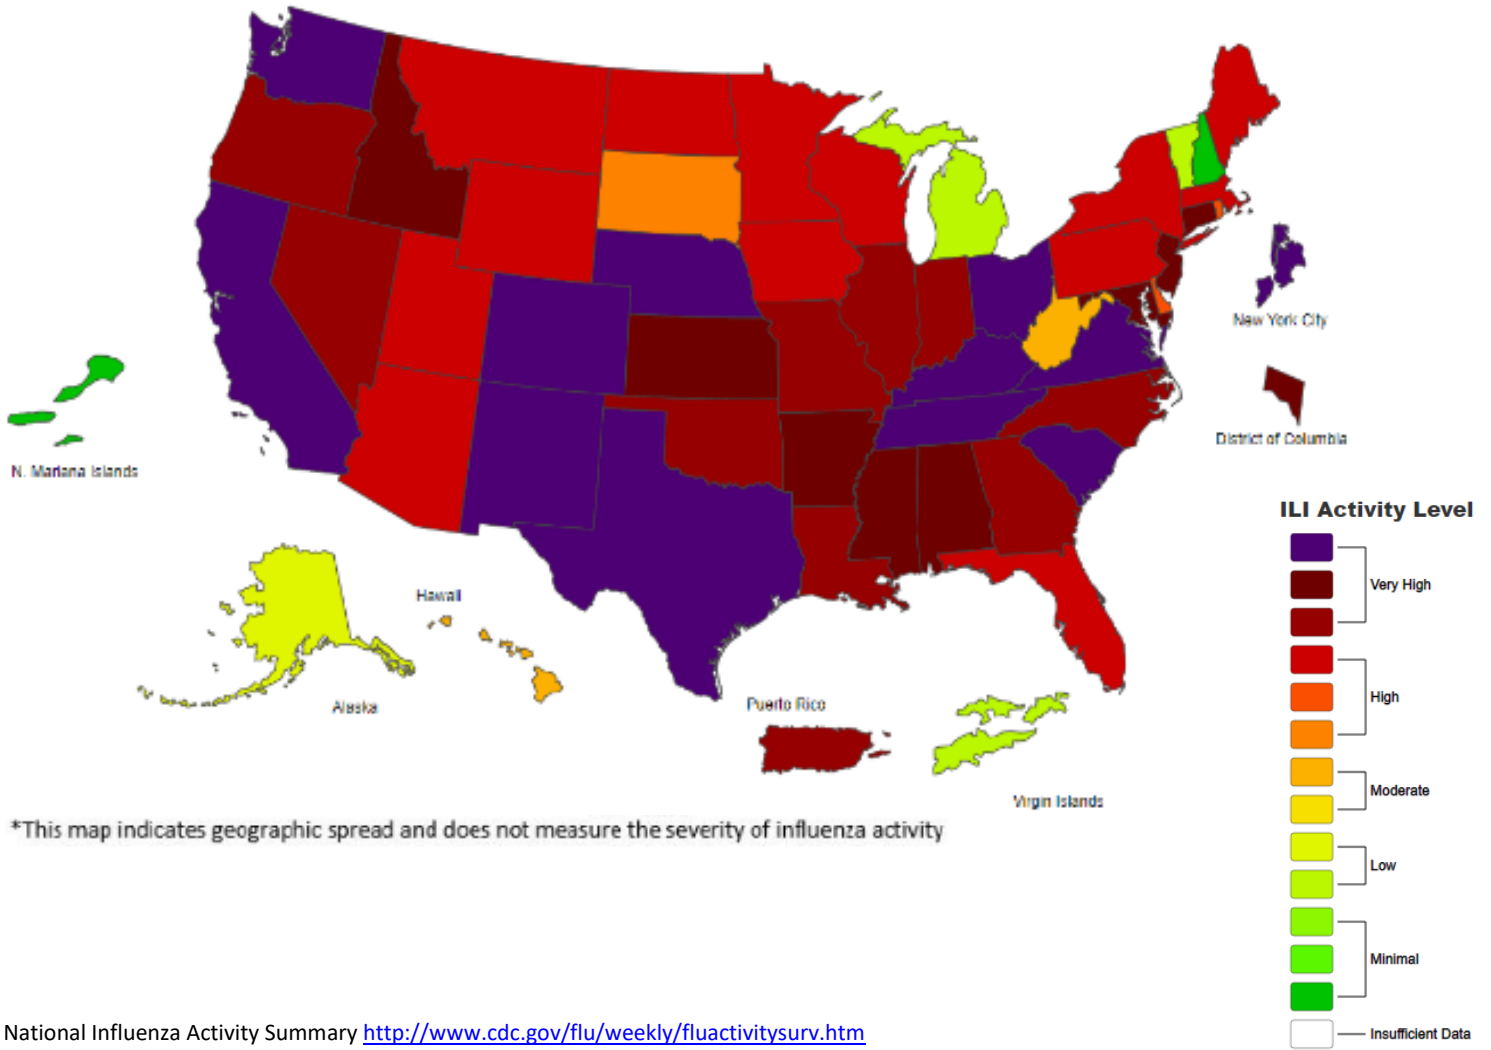 New York City
District of Columbia
N. Mariana Islands
ILI Activity Level
Very High
Hawaii
High
Alaska
Puerto Rico
Moderate
Virgin Islands
*This map indicates geographic spread and does not measure the severity of influenza activity
Low
Minimal
National Influenza Activity Summary http://www.cdc.gov/flu/weekly/fluactivitysurv.htm
Insufficient Data